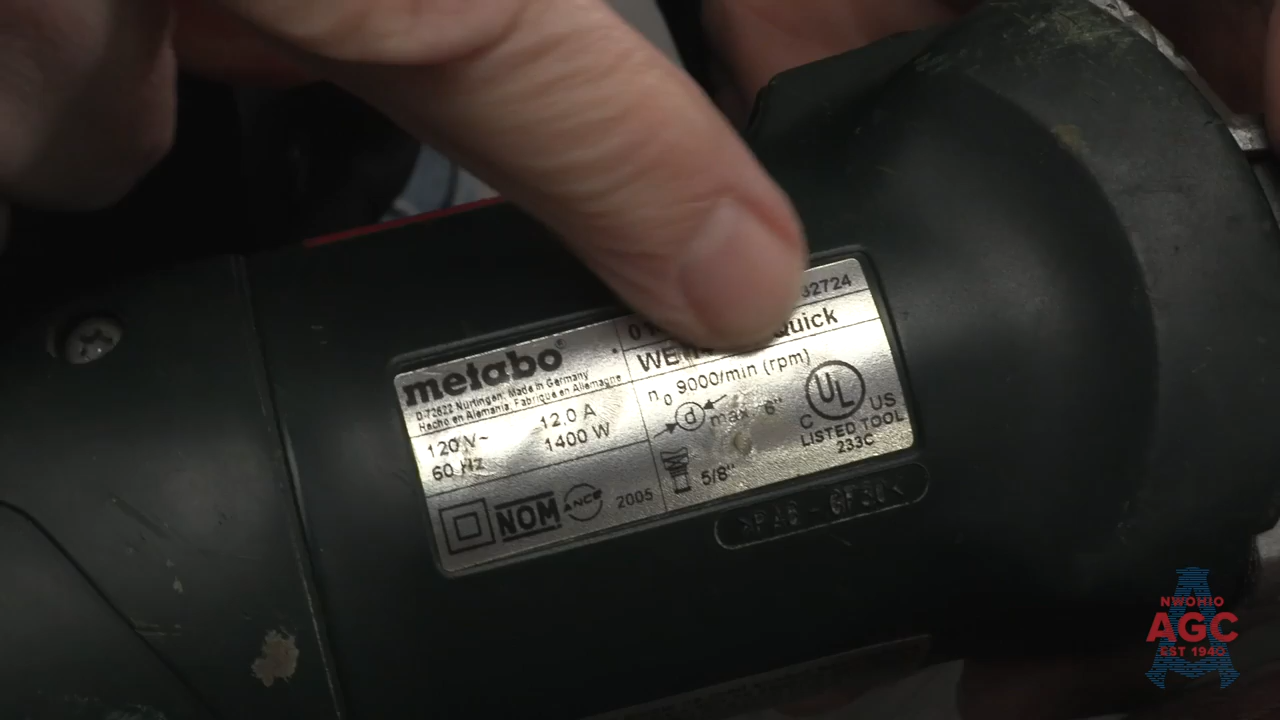 metabo
D-72622 Nürtingen, Made in Germany
Hecho en Alemania, Fabriqué en Allemagne
120 V~ 12,0 A
60 Hz 1400 W
NOM ANCE 2005
32724
Quick
n0 9000/min (rpm)
d max. 6"
5/8"
C UL US
LISTED TOOL
233C
>PA6 - GF30<
NWOHIO
AGC
EST 1940